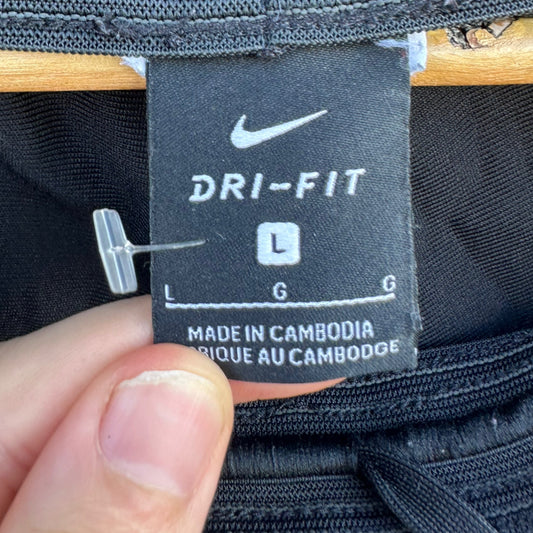 DRI-FIT
L
L G G
MADE IN CAMBODIA
AU CAMBODGE